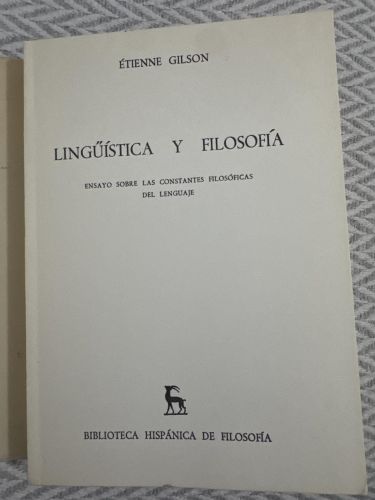 ÉTIENNE GILSON
LINGÜÍSTICA Y FILOSOFÍA
ENSAYO SOBRE LAS CONSTANTES FILOSÓFICAS
DEL LENGUAJE
BIBLIOTECA HISPÁNICA DE FILOSOFÍA